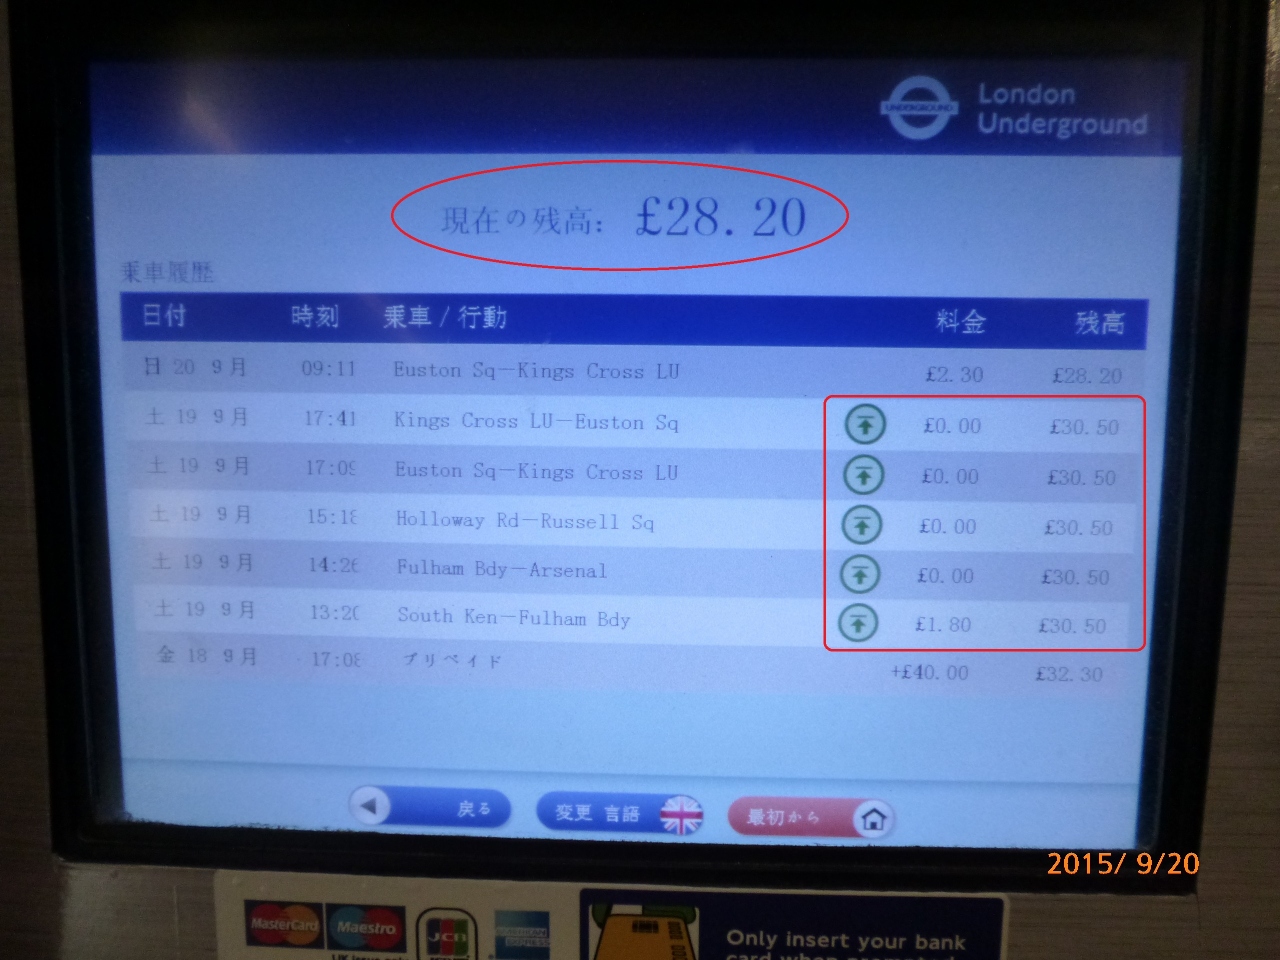 London
Underground
UNDERGROUND
現在の残高: £28.20
乗車履歴
日付 時刻 乗車 / 行動 料金 残高
日 20 9月 09:11 Euston Sq—Kings Cross LU £2.30 £28.20
土 19 9月 17:41 Kings Cross LU—Euston Sq £0.00 £30.50
土 19 9月 Euston Sq—Kings Cross LU £0.00 £30.50
土 19 9月 Holloway Rd—Russell Sq £0.00 £30.50
土 19 9月 Fulham Bdy—Arsenal £0.00 £30.50
土 19 9月 South Ken—Fulham Bdy £1.80 £30.50
金 18 9月 プリペイド +£40.00 £32.30
戻る 変更 言語 最初から
2015/ 9/20
MasterCard Maestro JCB AMERICAN EXPRESS
Only insert your bank
card when prompted